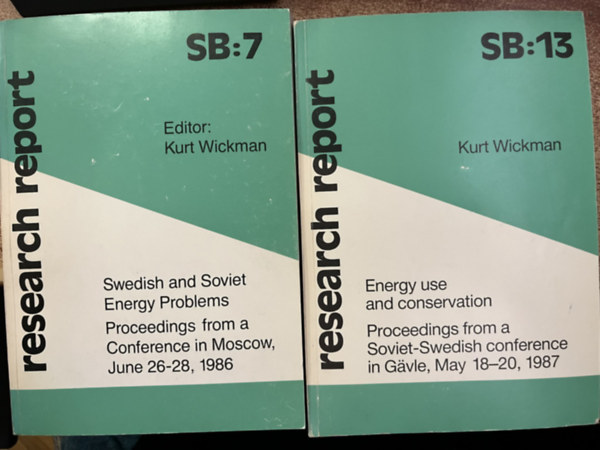 SB:7
research report
Editor:
Kurt Wickman
Swedish and Soviet
Energy Problems
Proceedings from a
Conference in Moscow,
June 26-28, 1986
SB:13
research report
Kurt Wickman
Energy use
and conservation
Proceedings from a
Soviet-Swedish conference
in Gävle, May 18–20, 1987